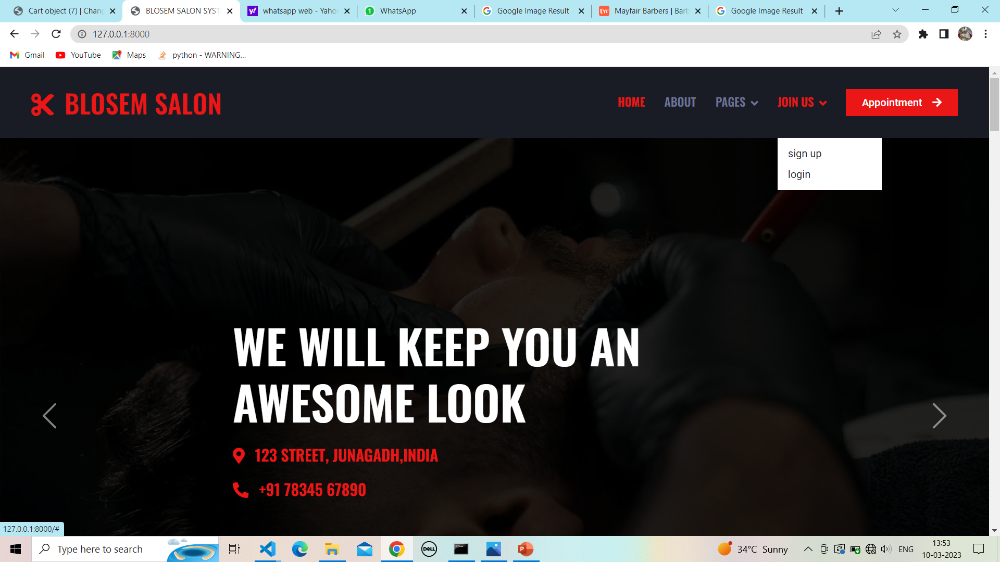 Cart object (7) | Chang
BLOSEM SALON SYST
whatsapp web - Yahoo
WhatsApp
Google Image Result
Mayfair Barbers | Barb
Google Image Result
127.0.0.1:8000
Gmail
YouTube
Maps
python - WARNING...
BLOSEM SALON
HOME
ABOUT
PAGES
JOIN US
Appointment
sign up
login
WE WILL KEEP YOU AN
AWESOME LOOK
123 STREET, JUNAGADH,INDIA
+91 78345 67890
127.0.0.1:8000/#
Type here to search
DELL
34°C Sunny
ENG
13:53
10-03-2023